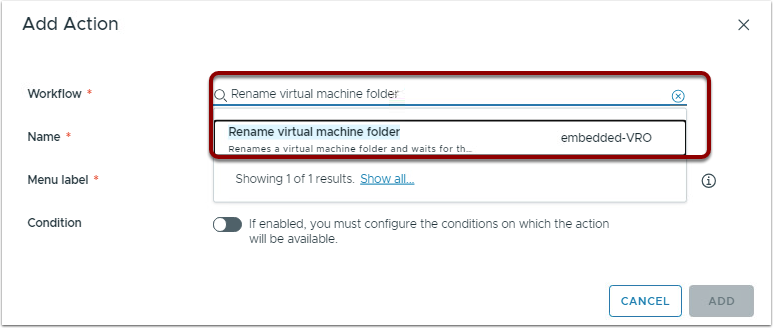 Add Action
Workflow *
Rename virtual machine folder
Rename virtual machine folder
Renames a virtual machine folder and waits for th...
embedded-VRO
Name *
Showing 1 of 1 results. Show all...
Menu label *
Condition
If enabled, you must configure the conditions on which the action
will be available.
CANCEL
ADD